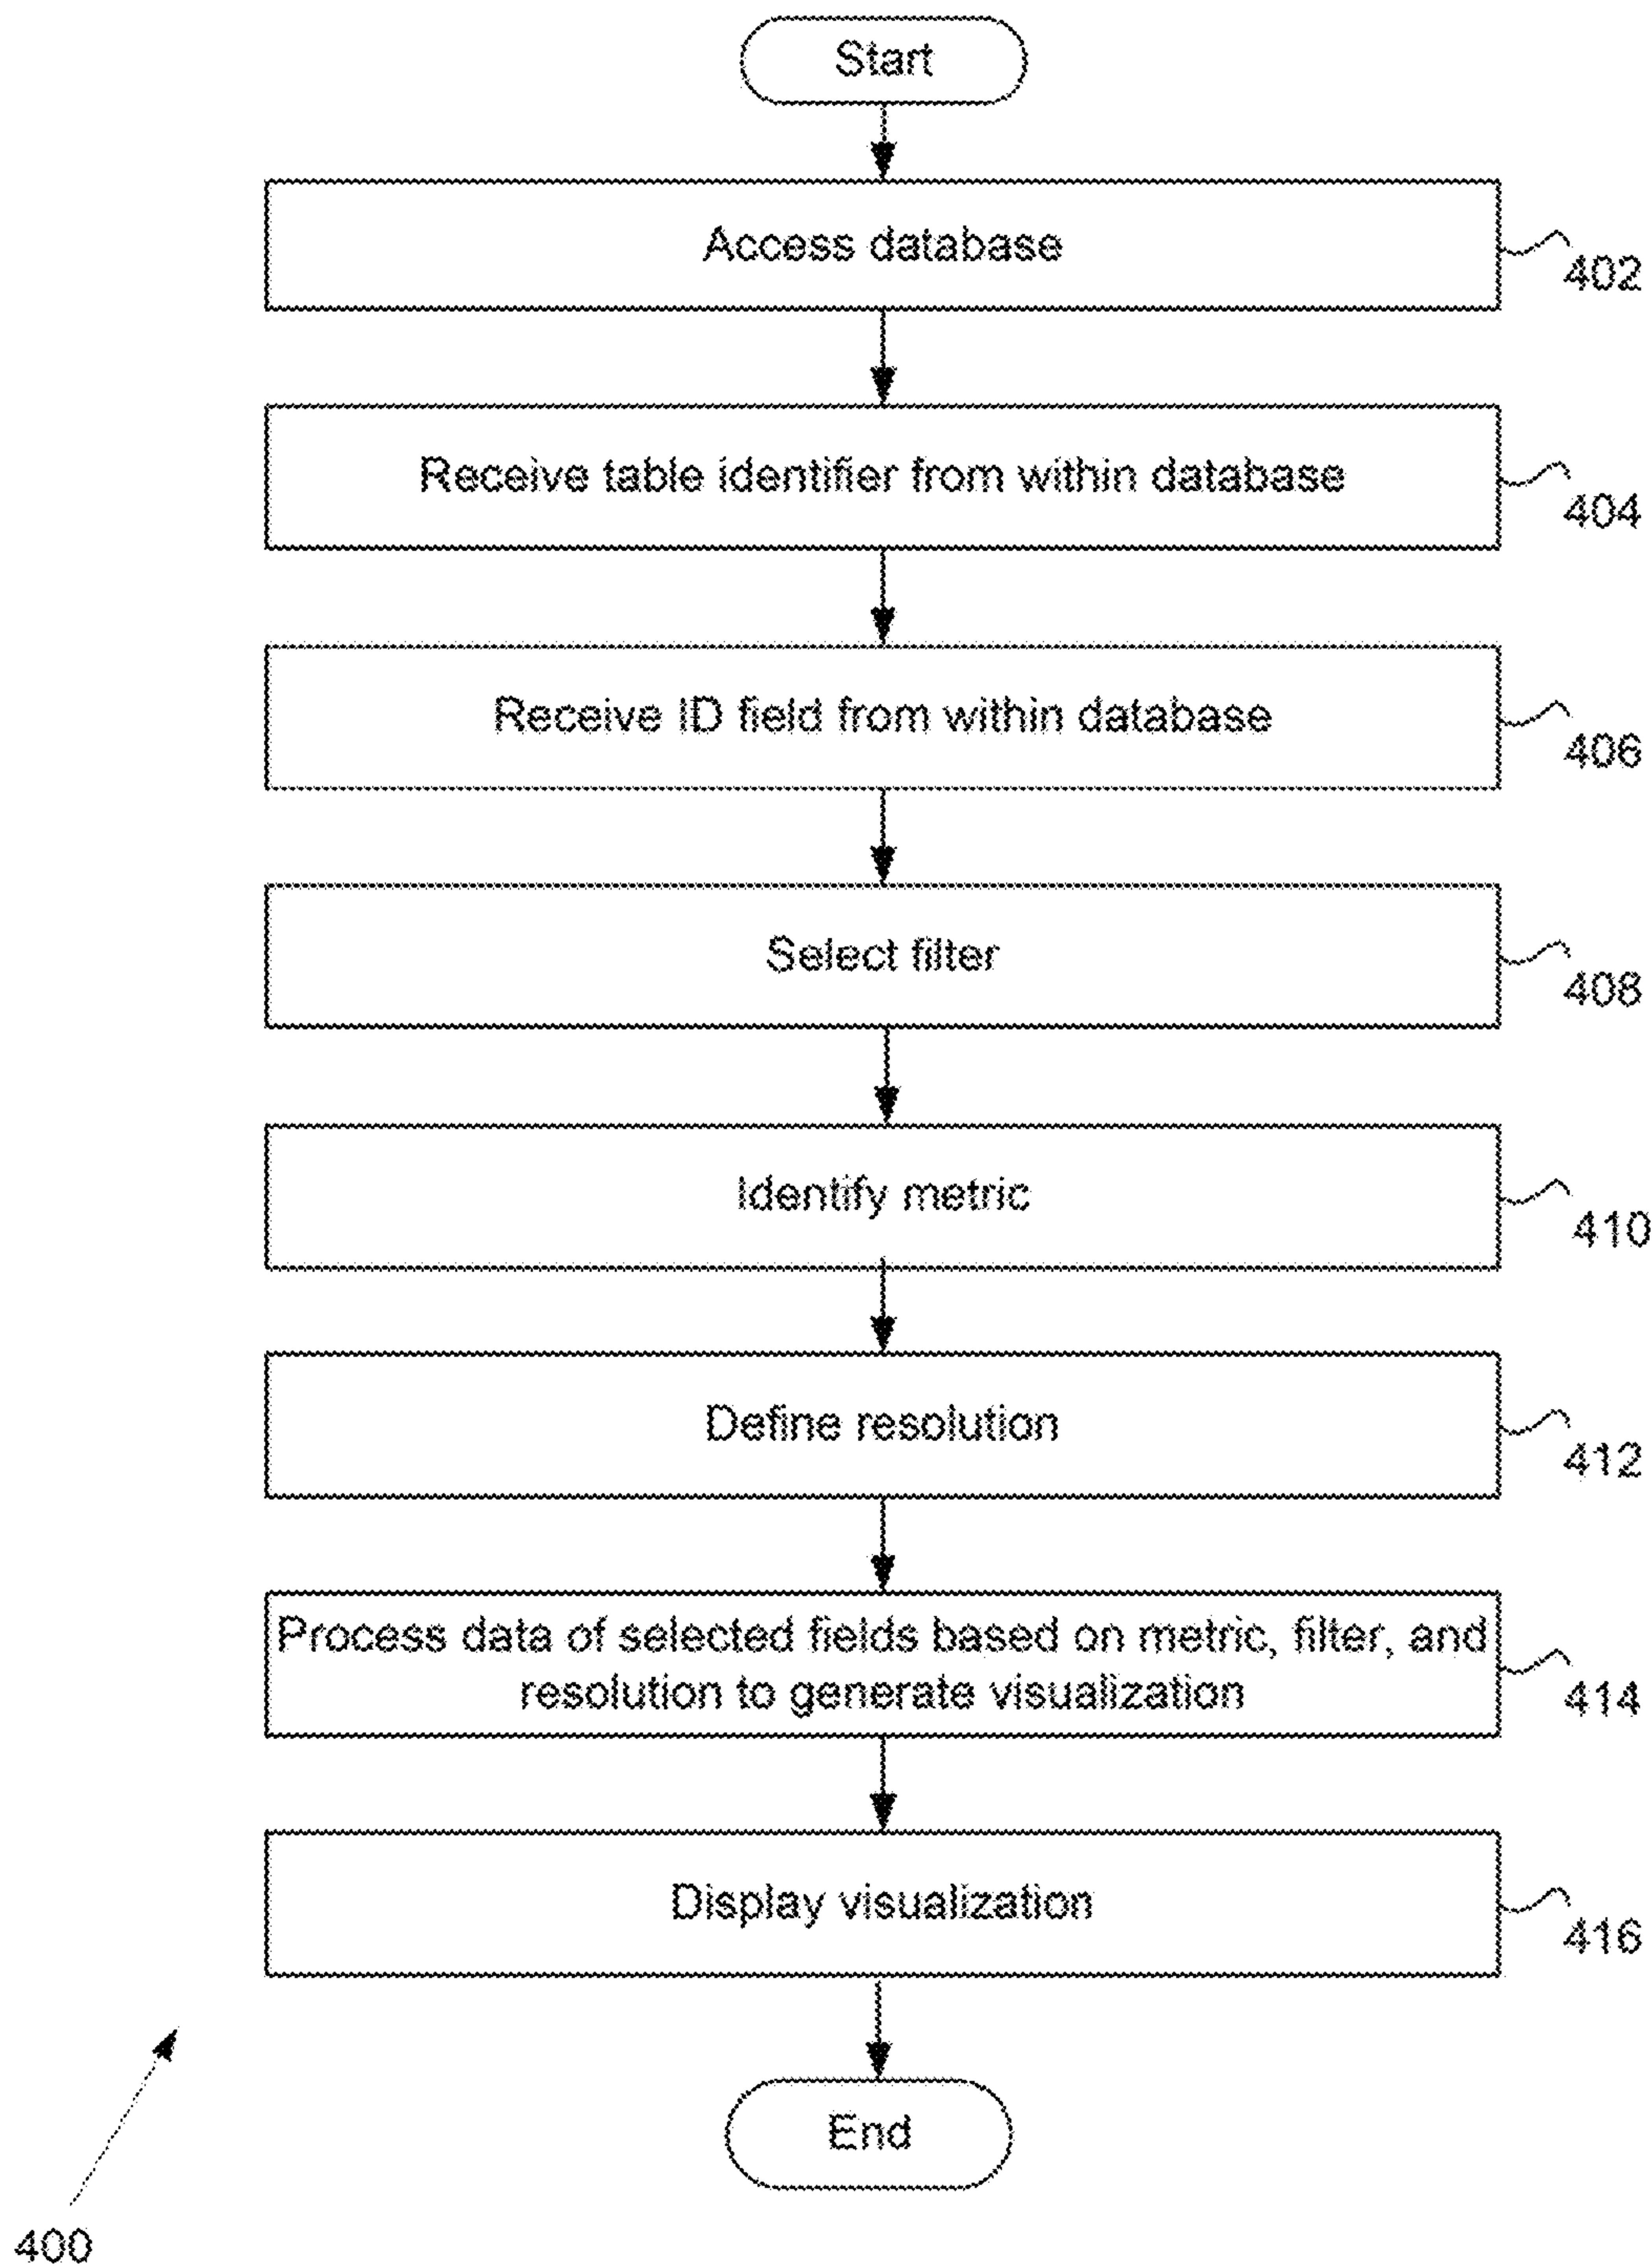 Start
Access database
402
Receive table identifier from within database
404
Receive ID field from within database
406
Select filter
408
Identify metric
410
Define resolution
412
Process data of selected fields based on metric, filter, and
resolution to generate visualization
414
Display visualization
416
End
400